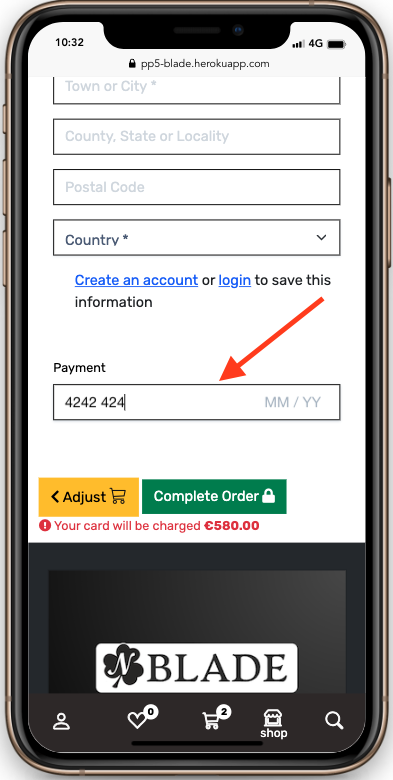 10:32
4G
pp5-blade.herokuapp.com
Town or City *
County, State or Locality
Postal Code
Country *
Create an account or login to save this
information
Payment
4242 424
MM / YY
Adjust
Complete Order
Your card will be charged €580.00
N BLADE
0
2
shop